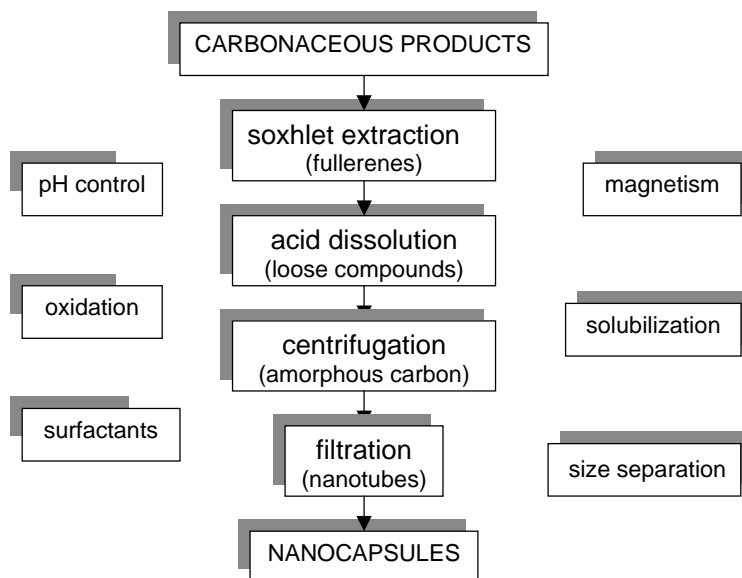 CARBONACEOUS PRODUCTS
soxhlet extraction
(fullerenes)
pH control
magnetism
acid dissolution
(loose compounds)
oxidation
solubilization
centrifugation
(amorphous carbon)
surfactants
filtration
(nanotubes)
size separation
NANOCAPSULES